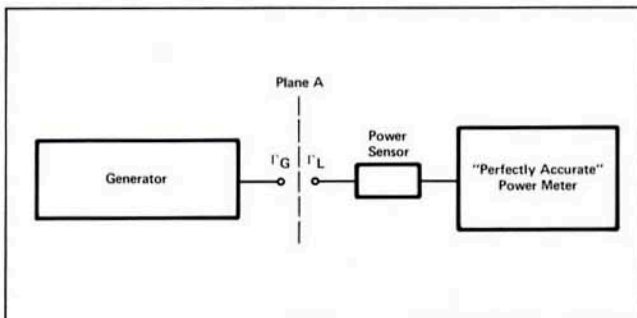 Plane A
Power
Sensor
ΓG ΓL
Generator
"Perfectly Accurate"
Power Meter